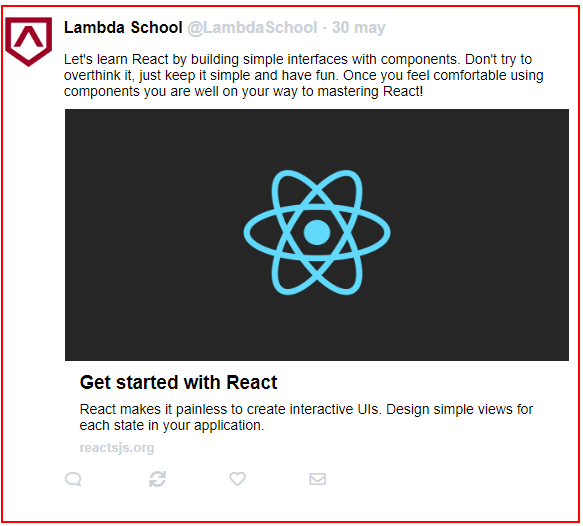 Lambda School @LambdaSchool · 30 may
Let's learn React by building simple interfaces with components. Don't try to
overthink it, just keep it simple and have fun. Once you feel comfortable using
components you are well on your way to mastering React!
Get started with React
React makes it painless to create interactive UIs. Design simple views for
each state in your application.
reactsjs.org